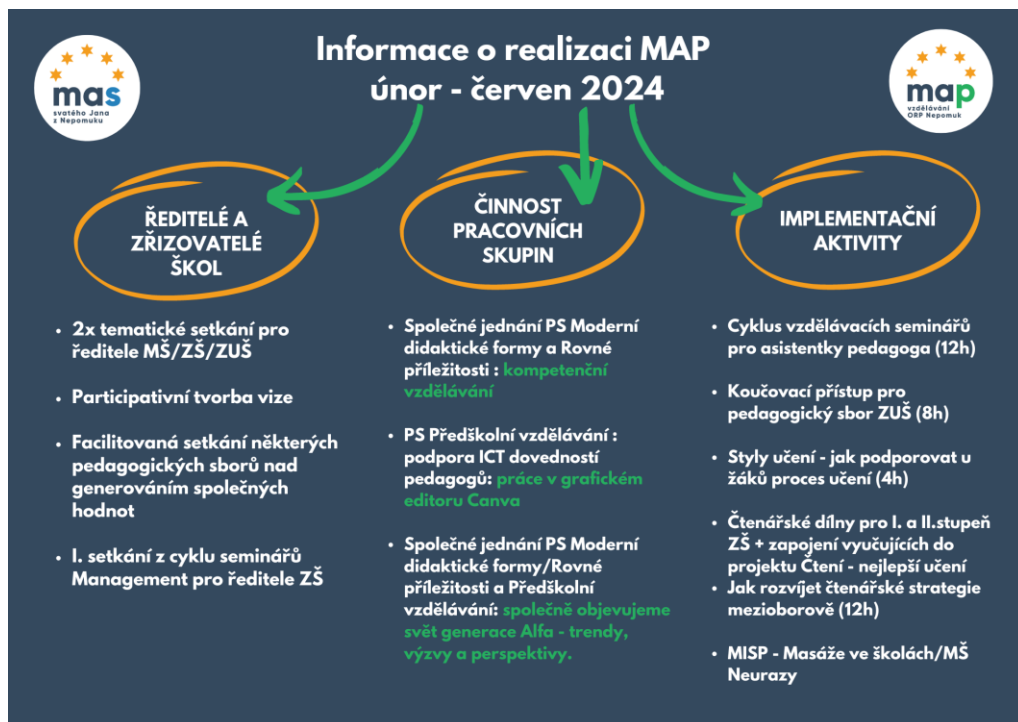 Informace o realizaci MAP
únor - červen 2024
mas
svatého Jana
z Nepomuku
map
vzdělávání
ORP Nepomuk
ŘEDITELÉ A
ZŘIZOVATELÉ
ŠKOL
• 2x tematické setkání pro
ředitele MŠ/ZŠ/ZUŠ
• Participativní tvorba vize
• Facilitovaná setkání některých
pedagogických sborů nad
generováním společných
hodnot
• I. setkání z cyklu seminářů
Management pro ředitele ZŠ
ČINNOST
PRACOVNÍCH
SKUPIN
• Společné jednání PS Moderní
didaktické formy a Rovné
příležitosti : kompetenční
vzdělávání
• PS Předškolní vzdělávání :
podpora ICT dovedností
pedagogů: práce v grafickém
editoru Canva
• Společné jednání PS Moderní
didaktické formy/Rovné
příležitosti a Předškolní
vzdělávání: společně objevujeme
svět generace Alfa - trendy,
výzvy a perspektivy.
IMPLEMENTAČNÍ
AKTIVITY
• Cyklus vzdělávacích seminářů
pro asistentky pedagoga (12h)
• Koučovací přístup pro
pedagogický sbor ZUŠ (8h)
• Styly učení - jak podporovat u
žáků proces učení (4h)
• Čtenářské dílny pro I. a II.stupeň
ZŠ + zapojení vyučujících do
projektu Čtení - nejlepší učení
• Jak rozvíjet čtenářské strategie
mezioborově (12h)
• MISP - Masáže ve školách/MŠ
Neurazy